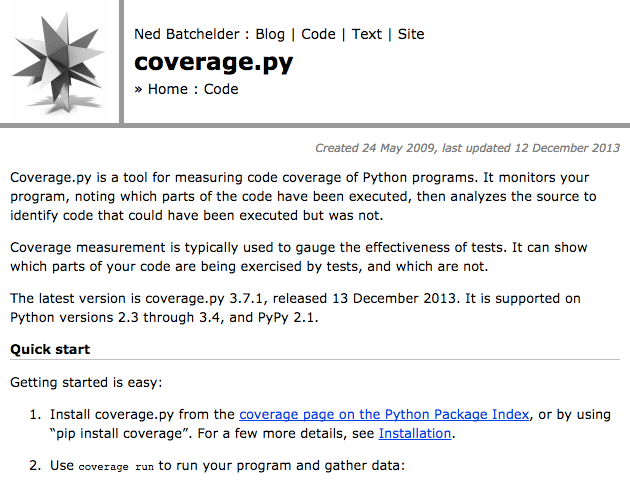 Ned Batchelder : Blog | Code | Text | Site
coverage.py
» Home : Code
Created 24 May 2009, last updated 12 December 2013
Coverage.py is a tool for measuring code coverage of Python programs. It monitors your
program, noting which parts of the code have been executed, then analyzes the source to
identify code that could have been executed but was not.
Coverage measurement is typically used to gauge the effectiveness of tests. It can show
which parts of your code are being exercised by tests, and which are not.
The latest version is coverage.py 3.7.1, released 13 December 2013. It is supported on
Python versions 2.3 through 3.4, and PyPy 2.1.
Quick start
Getting started is easy:
1. Install coverage.py from the coverage page on the Python Package Index, or by using
“pip install coverage”. For a few more details, see Installation.
2. Use coverage run to run your program and gather data: